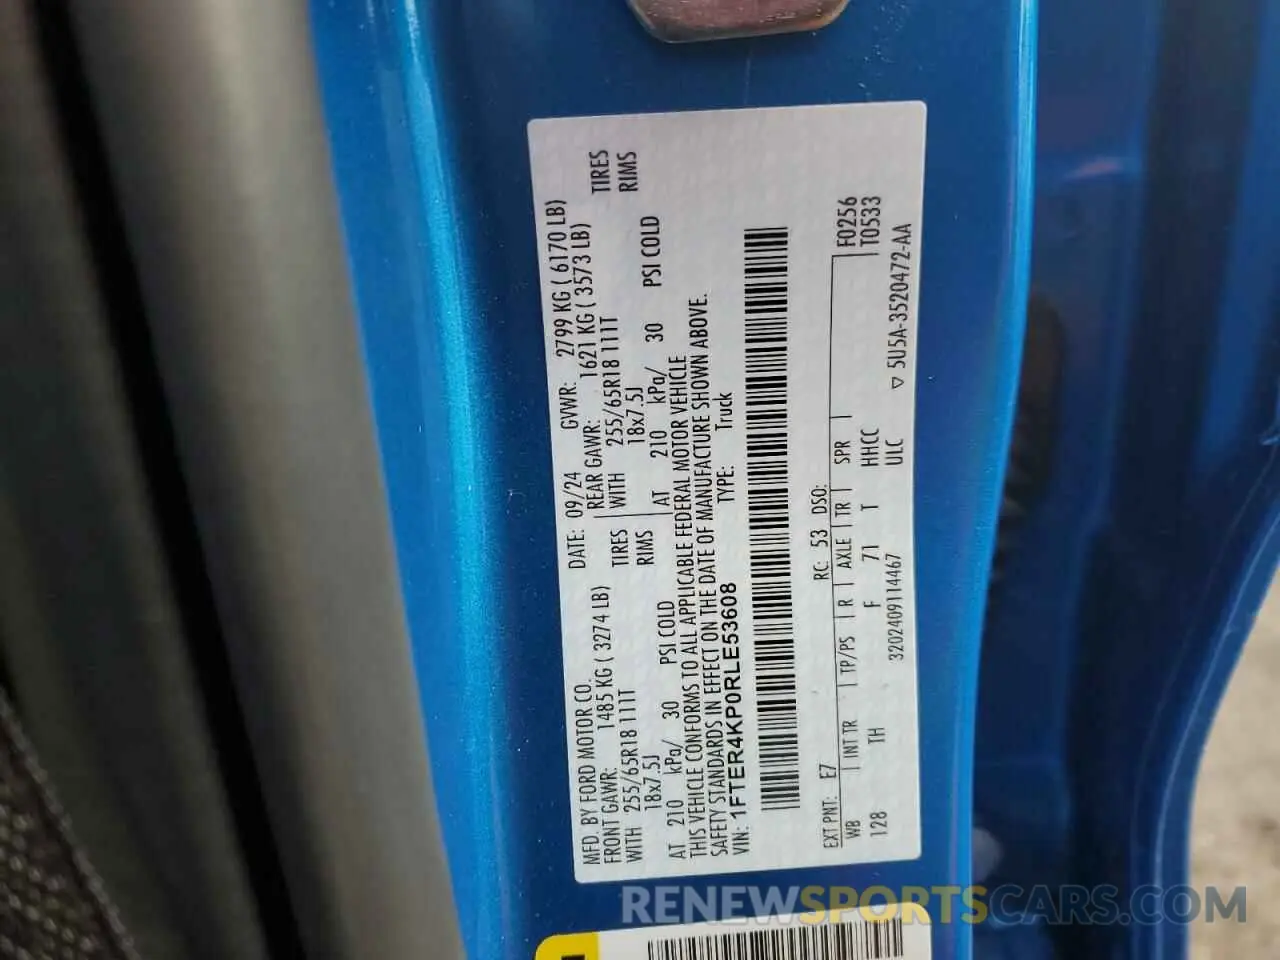 MFD. BY FORD MOTOR CO. DATE: 09/24 GVWR: 2799 KG ( 6170 LB)
FRONT GAWR: 1485 KG ( 3274 LB) REAR GAWR: 1621 KG ( 3573 LB)
WITH 255/65R18 111T TIRES WITH 255/65R18 111T TIRES
18x7.5J RIMS 18x7.5J RIMS
AT 210 kPa/ 30 PSI COLD AT 210 kPa/ 30 PSI COLD
THIS VEHICLE CONFORMS TO ALL APPLICABLE FEDERAL MOTOR VEHICLE
SAFETY STANDARDS IN EFFECT ON THE DATE OF MANUFACTURE SHOWN ABOVE.
VIN: 1FTER4KP0RLE53608 TYPE: Truck
EXT PNT: E7 RC: 53 DSO: F0256
WB INT TR TP/PS R AXLE TR SPR T0533
128 TH F 71 T HHCC
3202409114467 ULC ▽ 5U5A-3520472-AA
RENEWSPORTSCARS.COM